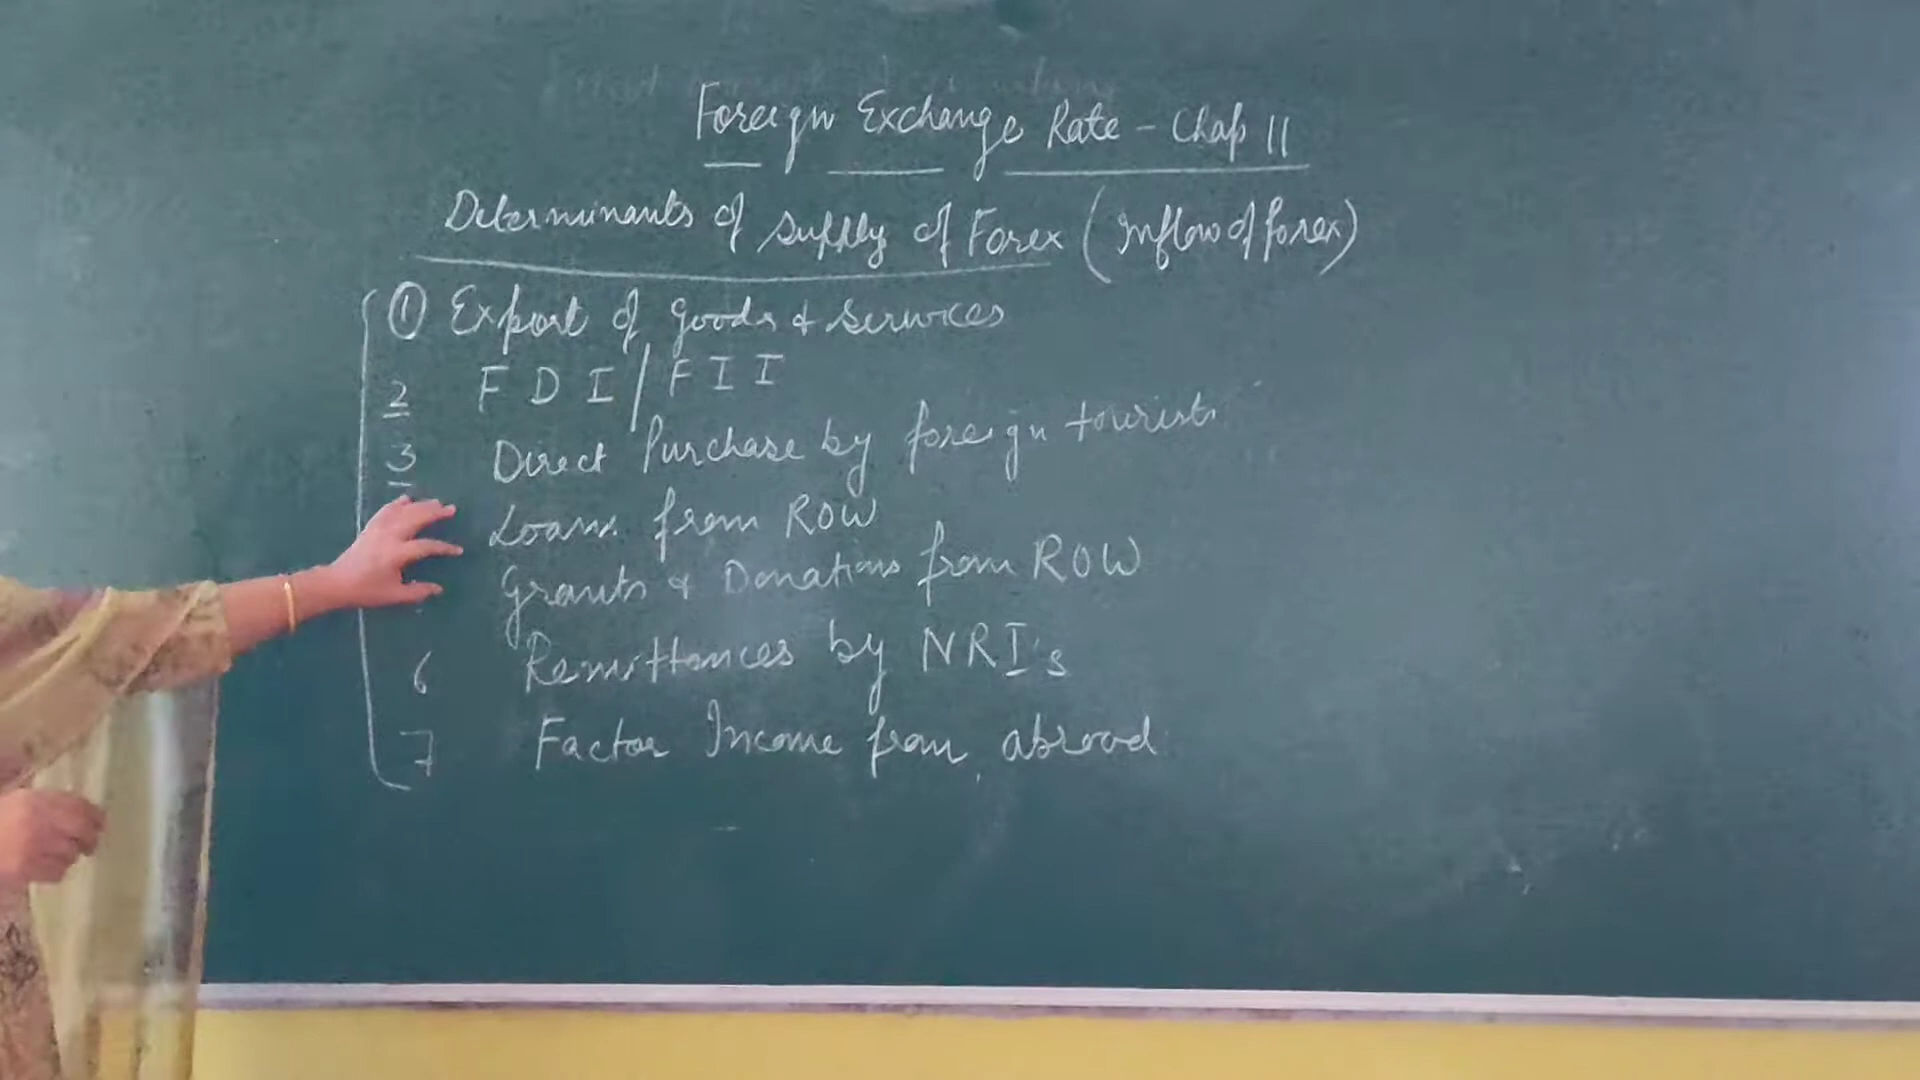 Foreign Exchange Rate - Chap 11
Determinants of supply of Forex (Inflow of forex)
① Export of goods & services
2 F D I / F I I
3 Direct Purchase by foreign tourists
Loans from ROW
Grants & Donations from ROW
6 Remittances by NRI's
7 Factor Income from abroad